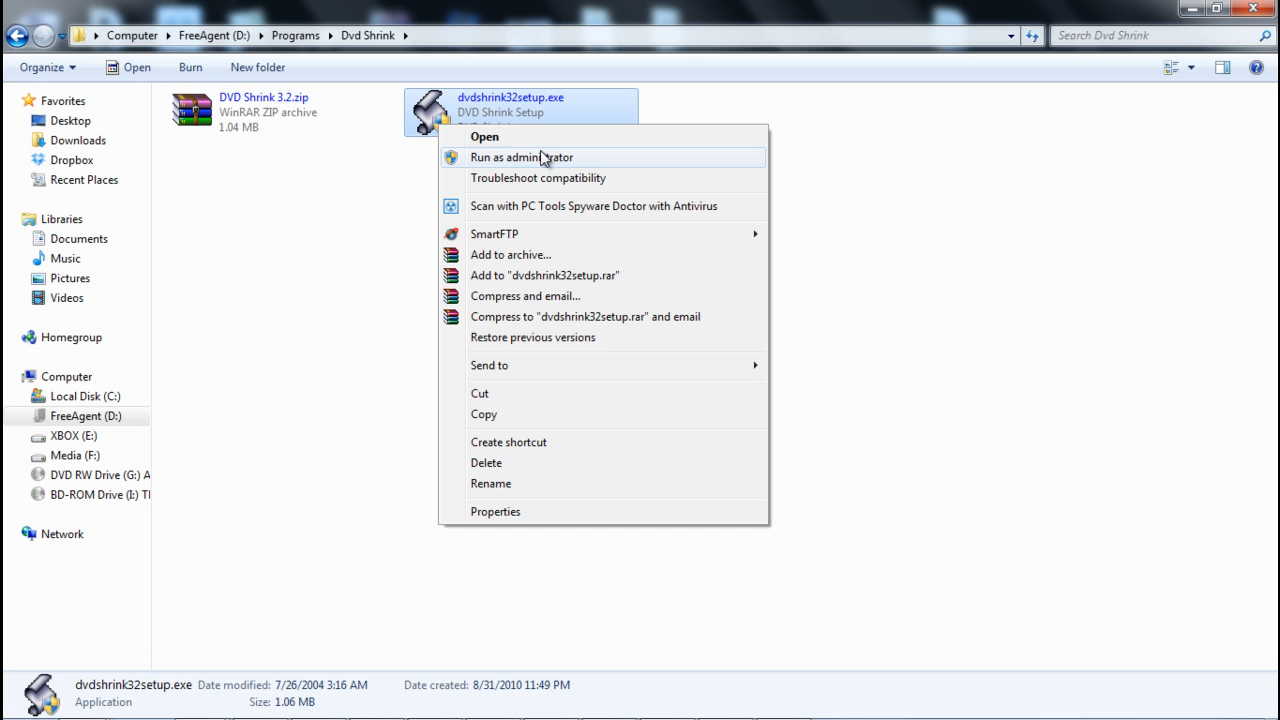 Computer FreeAgent (D:) Programs Dvd Shrink
Search Dvd Shrink
Organize Open Burn New folder
Favorites
Desktop
Downloads
Dropbox
Recent Places
Libraries
Documents
Music
Pictures
Videos
Homegroup
Computer
Local Disk (C:)
FreeAgent (D:)
XBOX (E:)
Media (F:)
DVD RW Drive (G:) A
BD-ROM Drive (I:) TI
Network
DVD Shrink 3.2.zip
WinRAR ZIP archive
1.04 MB
dvdshrink32setup.exe
DVD Shrink Setup
Open
Run as administrator
Troubleshoot compatibility
Scan with PC Tools Spyware Doctor with Antivirus
SmartFTP
Add to archive...
Add to "dvdshrink32setup.rar"
Compress and email...
Compress to "dvdshrink32setup.rar" and email
Restore previous versions
Send to
Cut
Copy
Create shortcut
Delete
Rename
Properties
dvdshrink32setup.exe Date modified: 7/26/2004 3:16 AM Date created: 8/31/2010 11:49 PM
Application Size: 1.06 MB